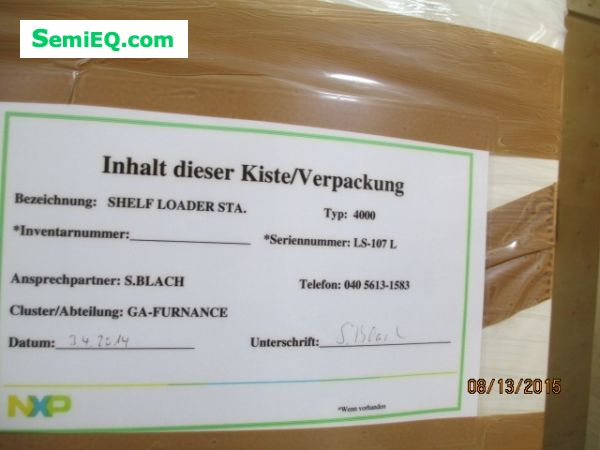 SemiEQ.com
Inhalt dieser Kiste/Verpackung
Bezeichnung: SHELF LOADER STA. Typ: 4000
*Inventarnummer: *Seriennummer: LS-107 L
Ansprechpartner: S.BLACH Telefon: 040 5613-1583
Cluster/Abteilung: GA-FURNANCE
Datum: 3.4.2014 Unterschrift: S.Blach
NXP
*Wenn vorhanden
08/13/2015